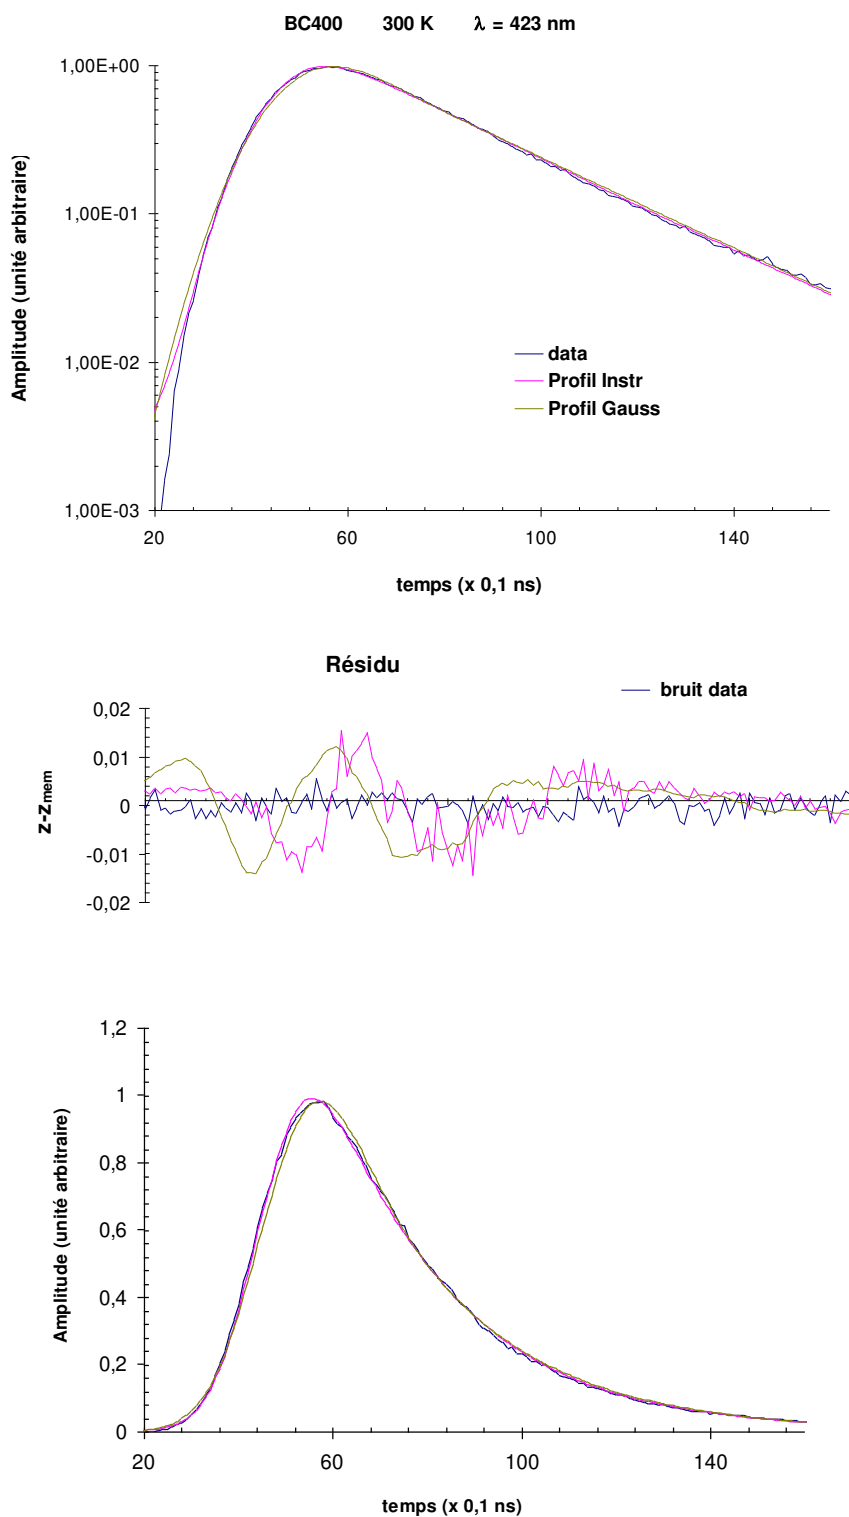 BC400 300 K λ = 423 nm
1,00E+00
1,00E-01
1,00E-02
1,00E-03
Amplitude (unité arbitraire)
data
Profil Instr
Profil Gauss
20 60 100 140
temps (x 0,1 ns)
Résidu
bruit data
0,02
0,01
0
-0,01
-0,02
z-zmem
1,2
1
0,8
0,6
0,4
0,2
0
Amplitude (unité arbitraire)
20 60 100 140
temps (x 0,1 ns)